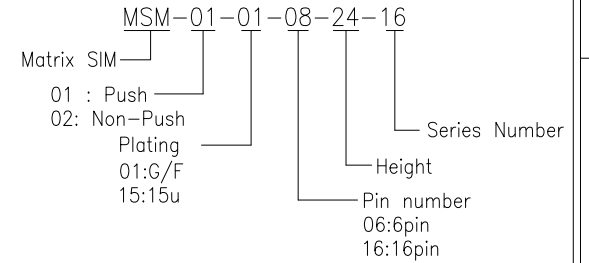 MSM-01-01-08-24-16
Matrix SIM
01 : Push
02: Non-Push
Plating
01:G/F
15:15u
Series Number
Height
Pin number
06:6pin
16:16pin